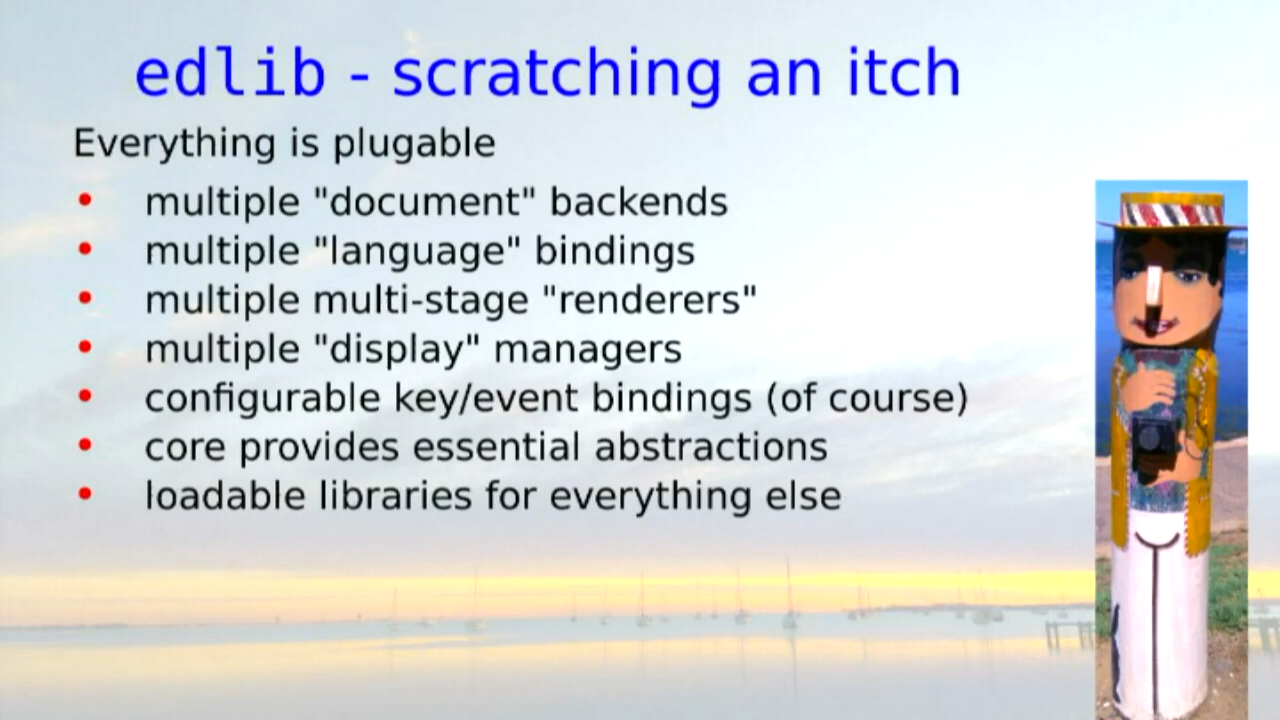 edlib - scratching an itch
Everything is plugable
• multiple "document" backends
• multiple "language" bindings
• multiple multi-stage "renderers"
• multiple "display" managers
• configurable key/event bindings (of course)
• core provides essential abstractions
• loadable libraries for everything else